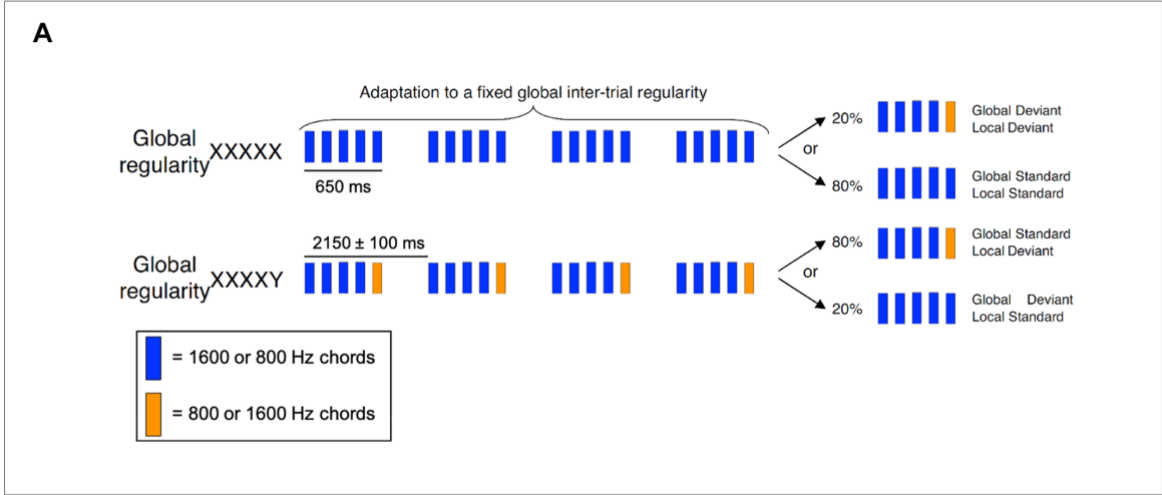 A
Adaptation to a fixed global inter-trial regularity
Global
regularity XXXXX
650 ms
20%
or
80%
Global Deviant
Local Deviant
Global Standard
Local Standard
2150 ± 100 ms
Global
regularity XXXXY
80%
or
20%
Global Standard
Local Deviant
Global Deviant
Local Standard
= 1600 or 800 Hz chords
= 800 or 1600 Hz chords